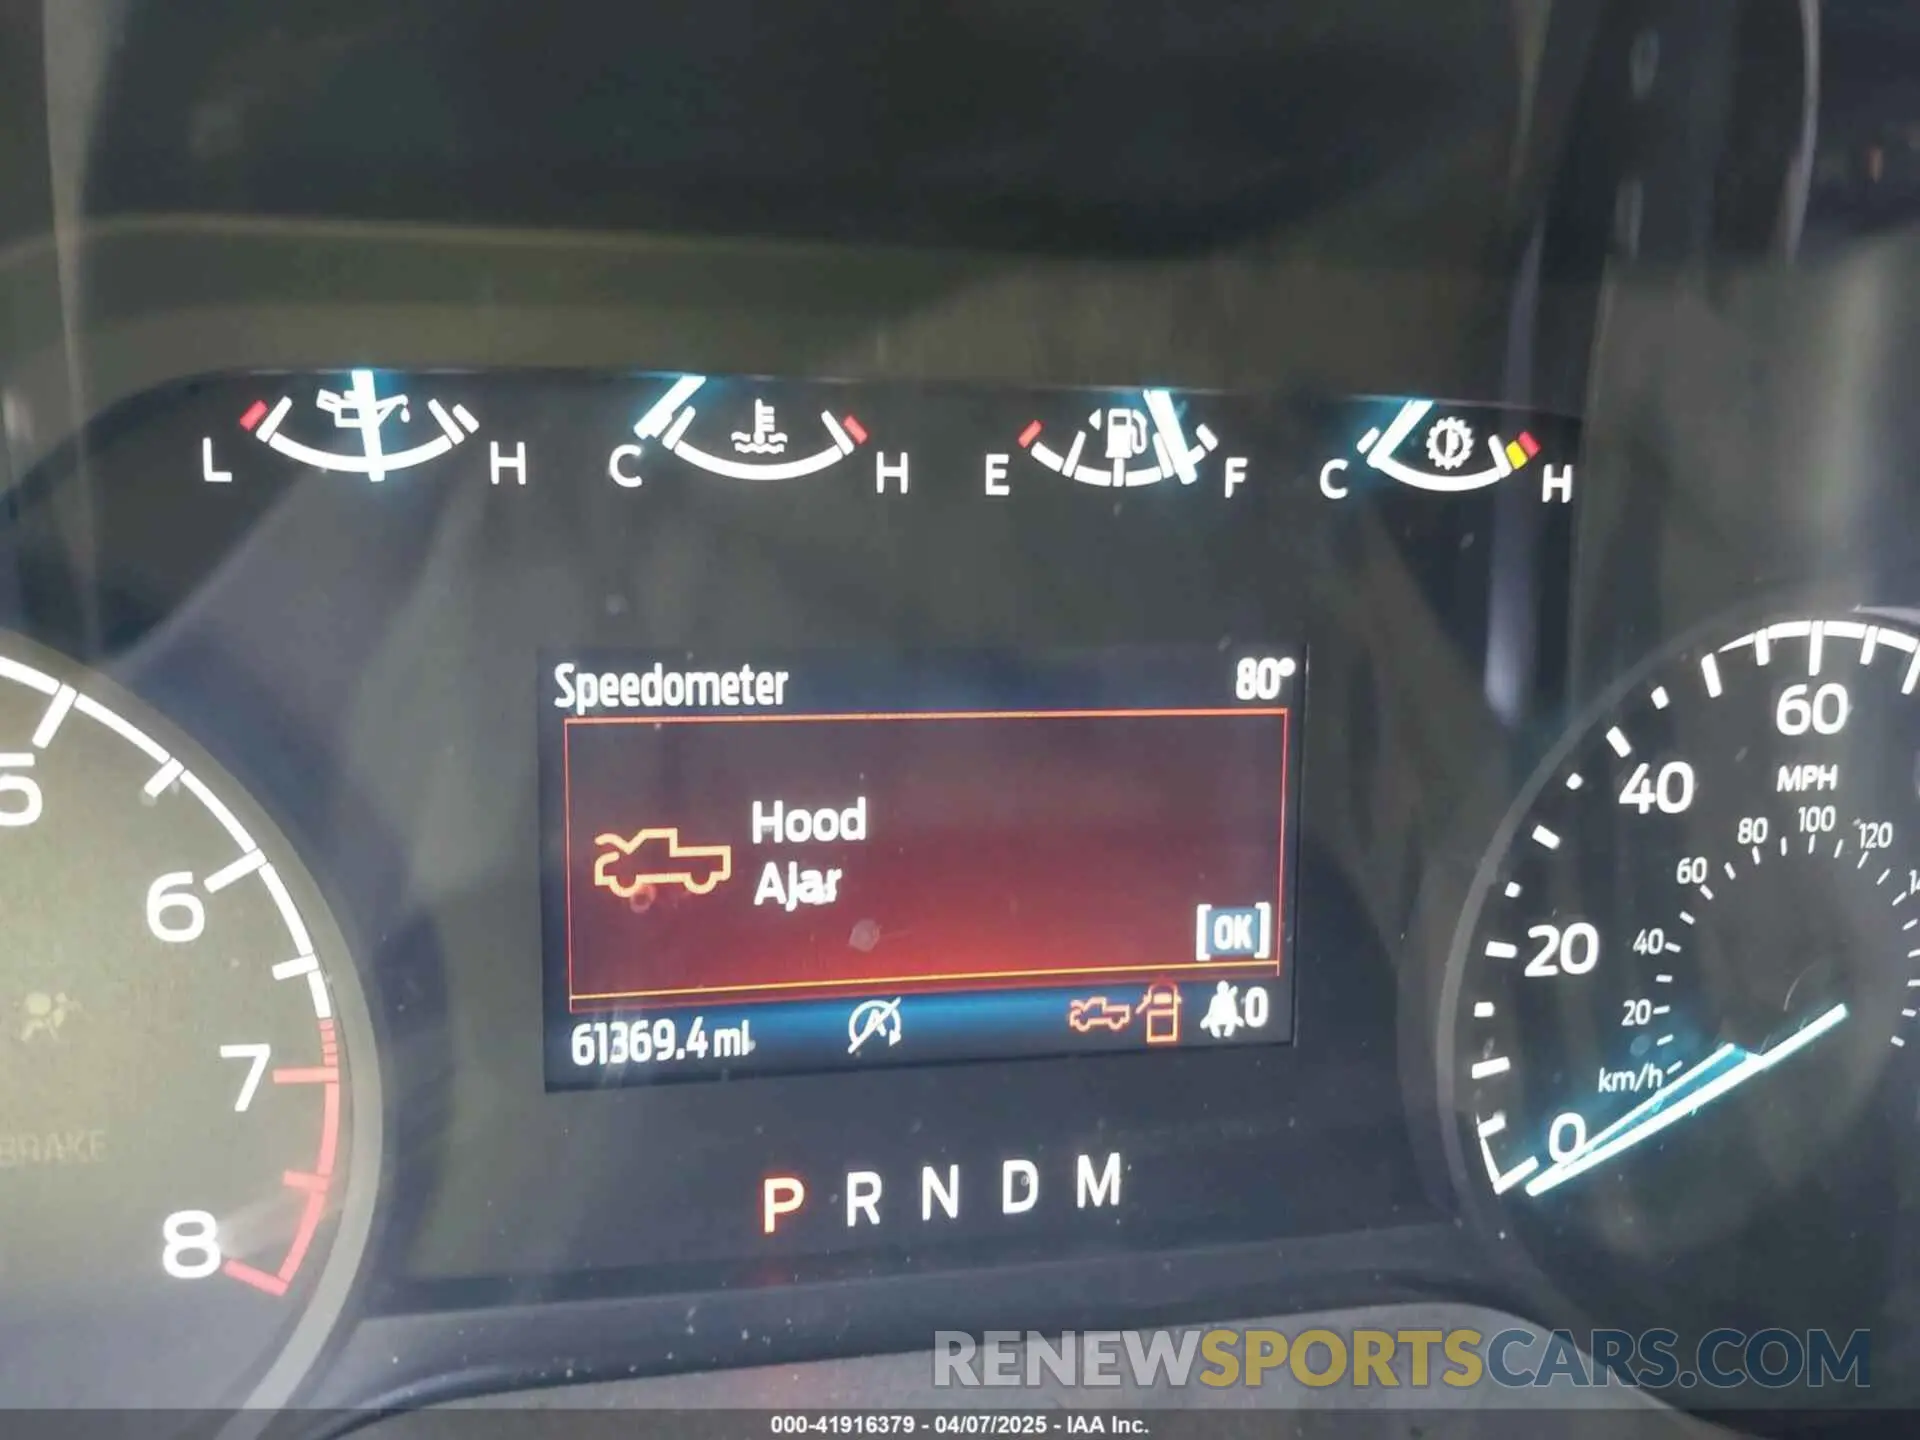 L H C H E F C H
Speedometer 80°
Hood
Ajar
[OK]
61369.4 mi 0
P R N D M
5
6
7
8
BRAKE
60
MPH
40
20
0
80 100 120
60
40
20
km/h
RENEWSPORTSCARS.COM
000-41916379 - 04/07/2025 - IAA Inc.